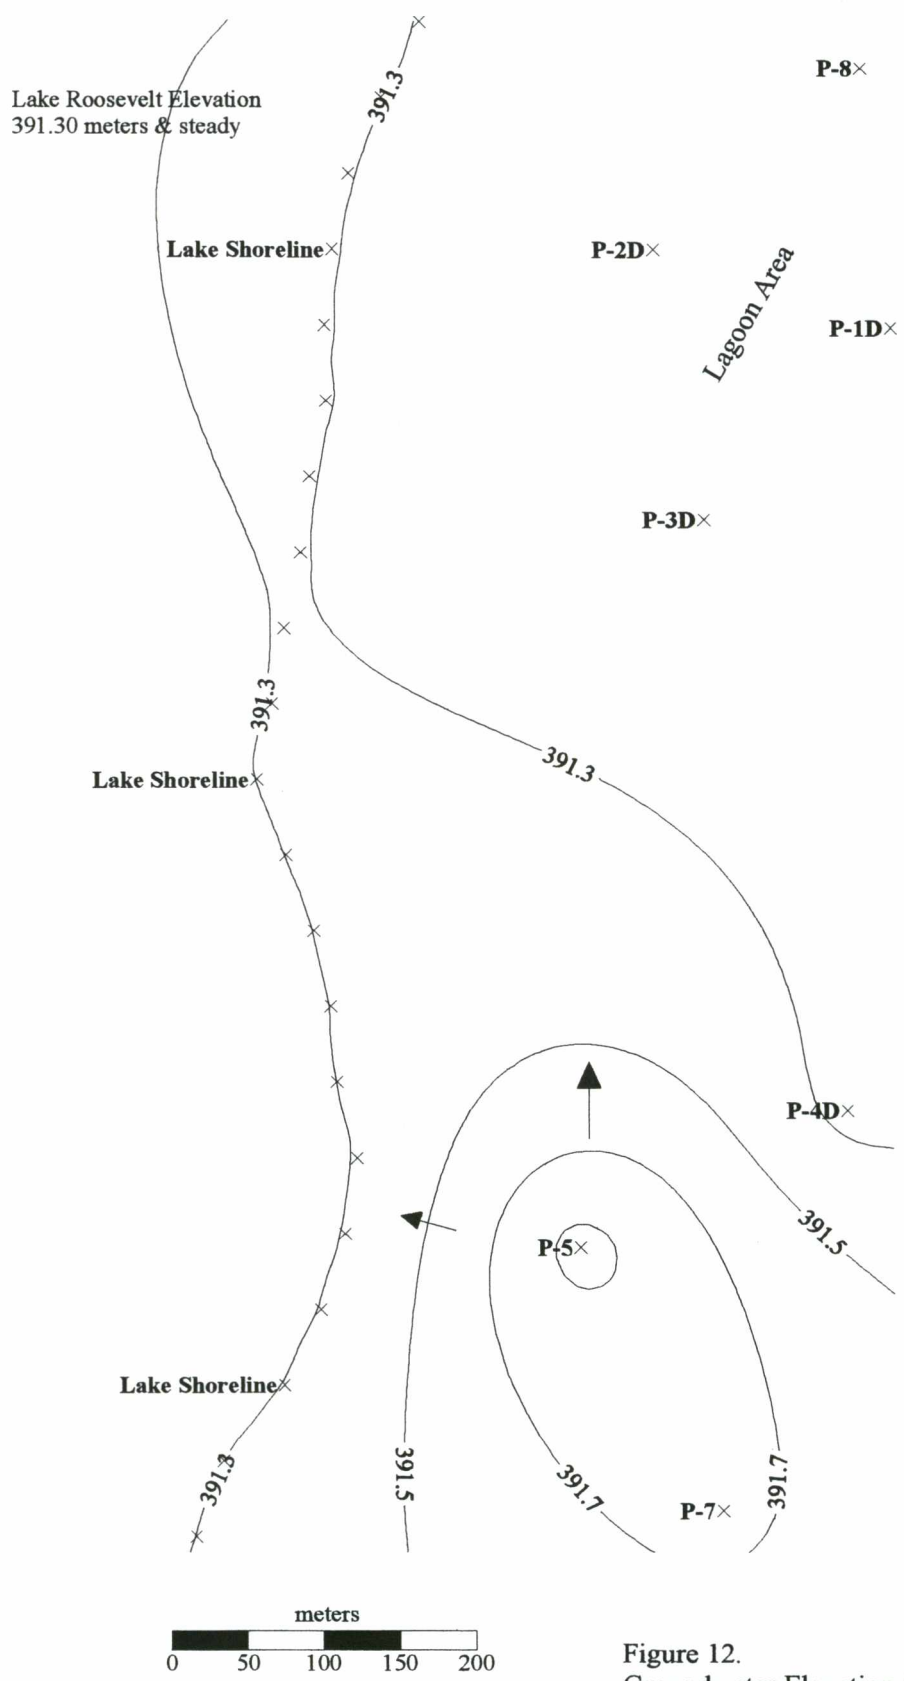 391.3
P-8
Lake Roosevelt Elevation
391.30 meters & steady
Lake Shoreline
P-2D
Lagoon Area
P-1D
P-3D
391.3
391.3
Lake Shoreline
P-4D
391.5
P-5
Lake Shoreline
391.3
391.5
391.7
391.7
P-7
meters
0 50 100 150 200
Figure 12.